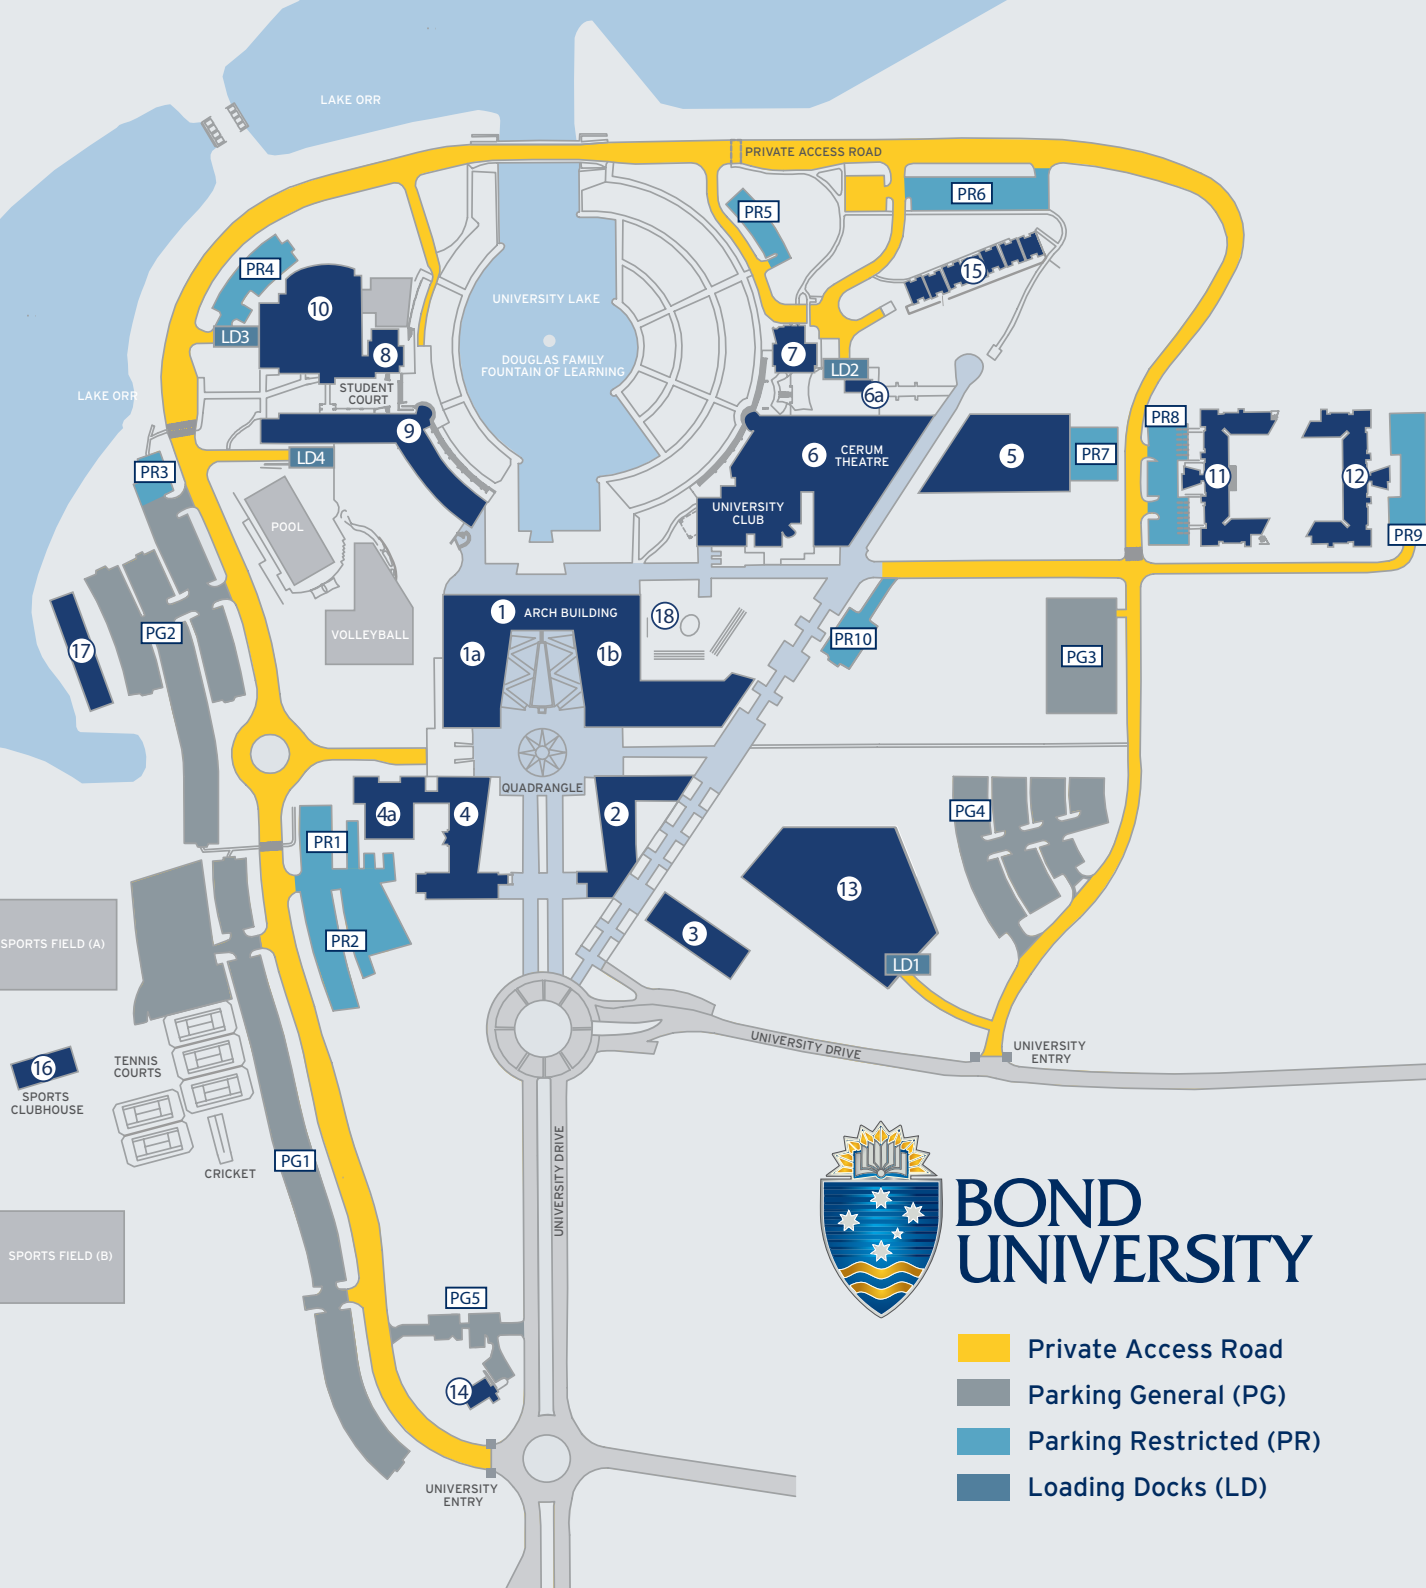 LAKE ORR
PRIVATE ACCESS ROAD
PR6
PR5
PR4
15
UNIVERSITY LAKE
10
LD3
8
7
DOUGLAS FAMILY
FOUNTAIN OF LEARNING
LD2
STUDENT
COURT
LAKE ORR
6a
PR8
9
6
CERUM
THEATRE
5
PR7
LD4
PR3
11
12
UNIVERSITY
CLUB
POOL
PR9
1
ARCH BUILDING
18
PG2
VOLLEYBALL
PR10
17
1a
1b
PG3
QUADRANGLE
4a
4
2
PG4
PR1
13
3
PR2
SPORTS FIELD (A)
LD1
UNIVERSITY DRIVE
UNIVERSITY
ENTRY
16
TENNIS
COURTS
SPORTS
CLUBHOUSE
PG1
CRICKET
UNIVERSITY DRIVE
BOND
UNIVERSITY
SPORTS FIELD (B)
PG5
14
UNIVERSITY
ENTRY
Private Access Road
Parking General (PG)
Parking Restricted (PR)
Loading Docks (LD)